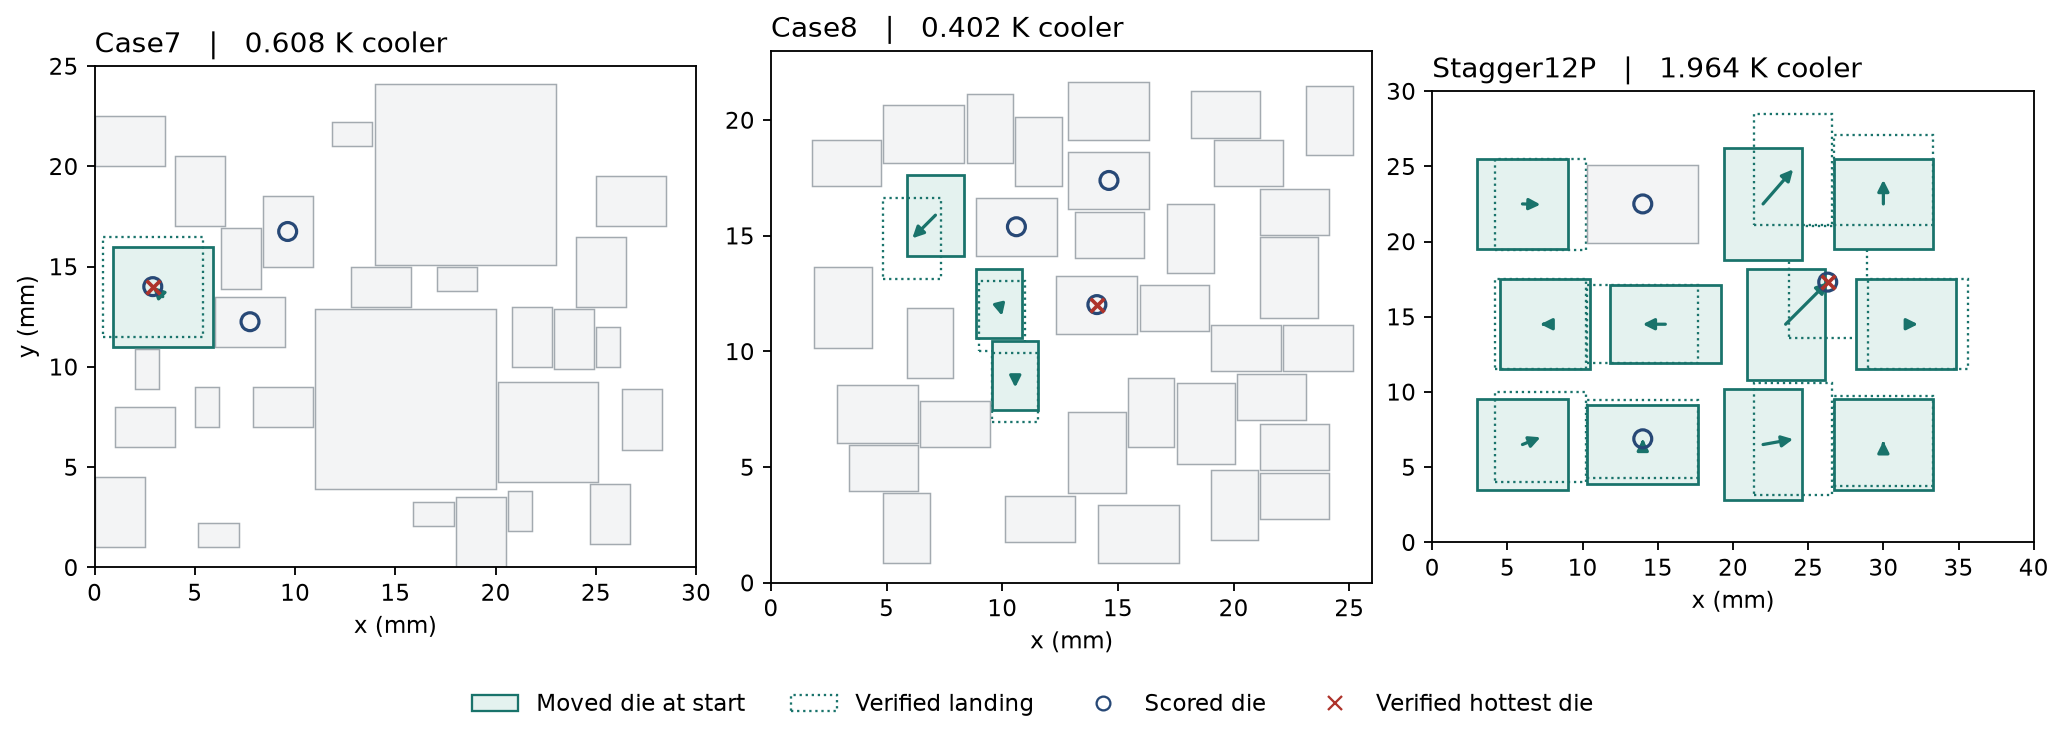 Case7 | 0.608 K cooler
25
20
15
10
5
0
y (mm)
0 5 10 15 20 25 30
x (mm)
Case8 | 0.402 K cooler
20
15
10
5
0
0 5 10 15 20 25
x (mm)
Stagger12P | 1.964 K cooler
30
25
20
15
10
5
0
0 5 10 15 20 25 30 35 40
x (mm)
Moved die at start Verified landing Scored die Verified hottest die